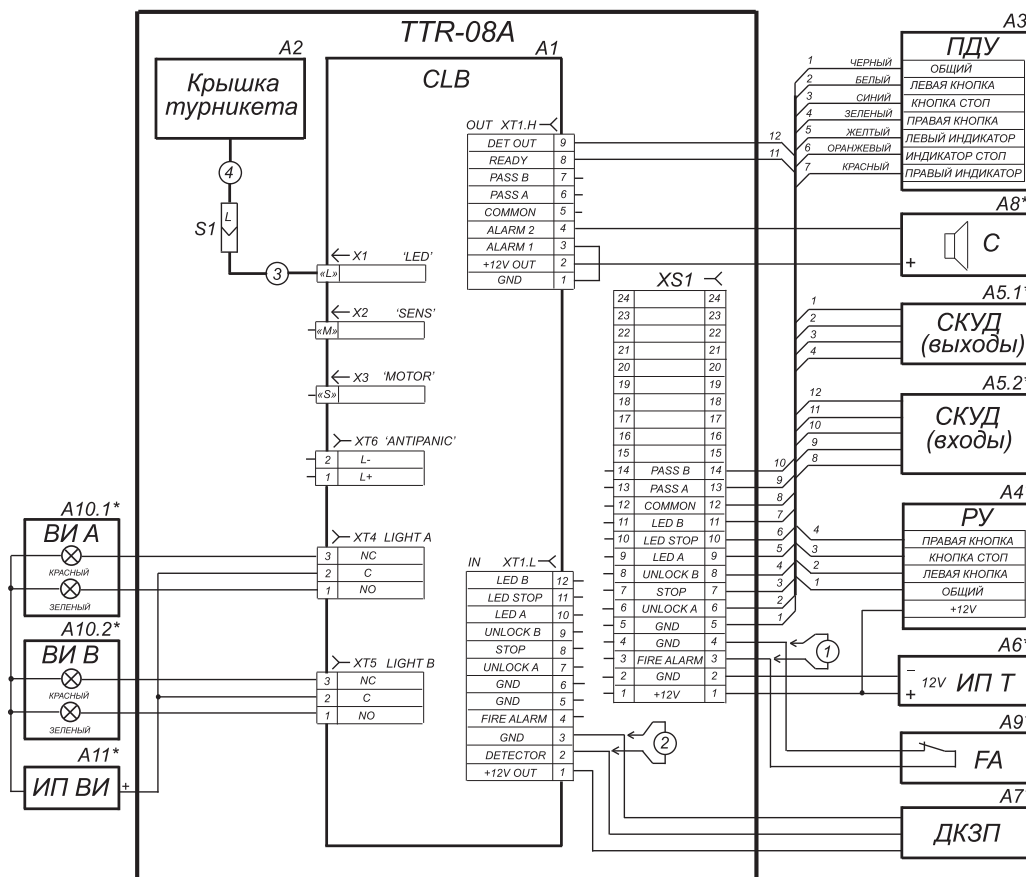 TTR-08A
A2
Крышка
турникета
4
S1
L
3
A1
CLB
OUT XT1.H
DET OUT 9
READY 8
PASS B 7
PASS A 6
COMMON 5
ALARM 2 4
ALARM 1 3
+12V OUT 2
GND 1
12
11
X1 'LED'
«L»
X2 'SENS'
«M»
X3 'MOTOR'
«S»
XT6 'ANTIPANIC'
2 L-
1 L+
XT4 LIGHT A
3 NC
2 C
1 NO
XT5 LIGHT B
3 NC
2 C
1 NO
IN XT1.L
LED B 12
LED STOP 11
LED A 10
UNLOCK B 9
STOP 8
UNLOCK A 7
GND 6
GND 5
FIRE ALARM 4
GND 3
DETECTOR 2
+12V OUT 1
2
XS1
24 24
23 23
22 22
21 21
20 20
19 19
18 18
17 17
16 16
15 15
14 PASS B 14 10
13 PASS A 13 9
12 COMMON 12 8
11 LED B 11 7
10 LED STOP 10 6
9 LED A 9 5
8 UNLOCK B 8 4
7 STOP 7 3
6 UNLOCK A 6 2
5 GND 5 1
4 GND 4
3 FIRE ALARM 3
2 GND 2
1 +12V 1
1
A3
ПДУ
1 ЧЕРНЫЙ ОБЩИЙ
2 БЕЛЫЙ ЛЕВАЯ КНОПКА
3 СИНИЙ КНОПКА СТОП
4 ЗЕЛЕНЫЙ ПРАВАЯ КНОПКА
5 ЖЕЛТЫЙ ЛЕВЫЙ ИНДИКАТОР
6 ОРАНЖЕВЫЙ ИНДИКАТОР СТОП
7 КРАСНЫЙ ПРАВЫЙ ИНДИКАТОР
A8*
С
+
A5.1*
СКУД
(выходы)
1
2
3
4
A5.2*
СКУД
(входы)
12
11
10
9
8
A4
РУ
4 ПРАВАЯ КНОПКА
3 КНОПКА СТОП
2 ЛЕВАЯ КНОПКА
1 ОБЩИЙ
+12V
A6*
− 12V ИП Т
+
A9*
FA
A7*
ДКЗП
A10.1*
ВИ А
КРАСНЫЙ
ЗЕЛЕНЫЙ
A10.2*
ВИ В
КРАСНЫЙ
ЗЕЛЕНЫЙ
A11*
ИП ВИ +